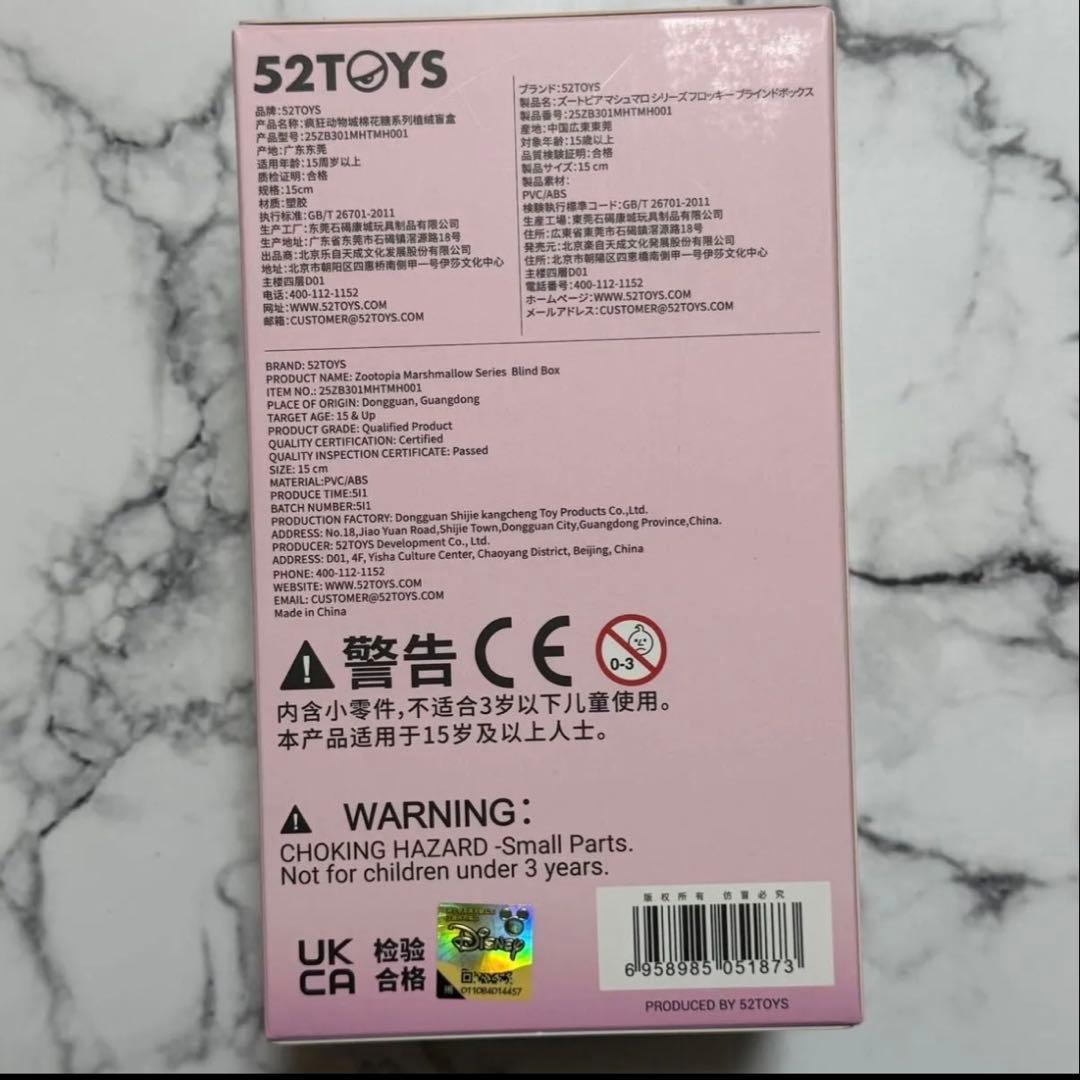 52TOYS
品牌:52TOYS
产品名称:疯狂动物城棉花糖系列植绒盲盒
产品型号:25ZB301MHTMH001
产地:广东东莞
适用年龄:15周岁以上
质检证明:合格
规格:15cm
材质:塑胶
执行标准:GB/T 26701-2011
生产工厂:东莞石碣康城玩具制品有限公司
生产地址:广东省东莞市石碣镇滘源路18号
出品商:北京乐自天成文化发展股份有限公司
地址:北京市朝阳区四惠桥南侧甲一号伊莎文化中心
主楼四层D01
电话:400-112-1152
网址:WWW.52TOYS.COM
邮箱:CUSTOMER@52TOYS.COM
ブランド:52TOYS
製品名:ズートピアマシュマロ シリーズフロッキーブラインドボックス
製品番号:25ZB301MHTMH001
産地:中国広東東莞
対象年齢:15歳以上
品質検験証明:合格
製品サイズ:15 cm
製品素材:
PVC/ABS
検験執行標準コード:GB/T 26701-2011
生産工場:東莞石碣康城玩具制品有限公司
住所:広東省東莞市石碣镇滘源路18号
発売元:北京楽自天成文化発展股份有限公司
住所:北京市朝陽区四恵橋南側甲一号伊莎文化中心
主楼四層D01
電話番号:400-112-1152
ホームページ:WWW.52TOYS.COM
メールアドレス:CUSTOMER@52TOYS.COM
BRAND: 52TOYS
PRODUCT NAME: Zootopia Marshmallow Series Blind Box
ITEM NO.: 25ZB301MHTMH001
PLACE OF ORIGIN: Dongguan, Guangdong
TARGET AGE: 15 & Up
PRODUCT GRADE: Qualified Product
QUALITY CERTIFICATION: Certified
QUALITY INSPECTION CERTIFICATE: Passed
SIZE: 15 cm
MATERIAL:PVC/ABS
PRODUCE TIME:5I1
BATCH NUMBER:5I1
PRODUCTION FACTORY: Dongguan Shijie kangcheng Toy Products Co.,Ltd.
ADDRESS: No.18,Jiao Yuan Road,Shijie Town,Dongguan City,Guangdong Province,China.
PRODUCER: 52TOYS Development Co., Ltd.
ADDRESS: D01, 4F, Yisha Culture Center, Chaoyang District, Beijing, China
PHONE: 400-112-1152
WEBSITE: WWW.52TOYS.COM
EMAIL: CUSTOMER@52TOYS.COM
Made in China
警告 CE 0-3
内含小零件,不适合3岁以下儿童使用。
本产品适用于15岁及以上人士。
WARNING:
CHOKING HAZARD -Small Parts.
Not for children under 3 years.
UK
CA
检验
合格
Disney
011084014457
版权所有 仿冒必究
6 958985 051873
PRODUCED BY 52TOYS